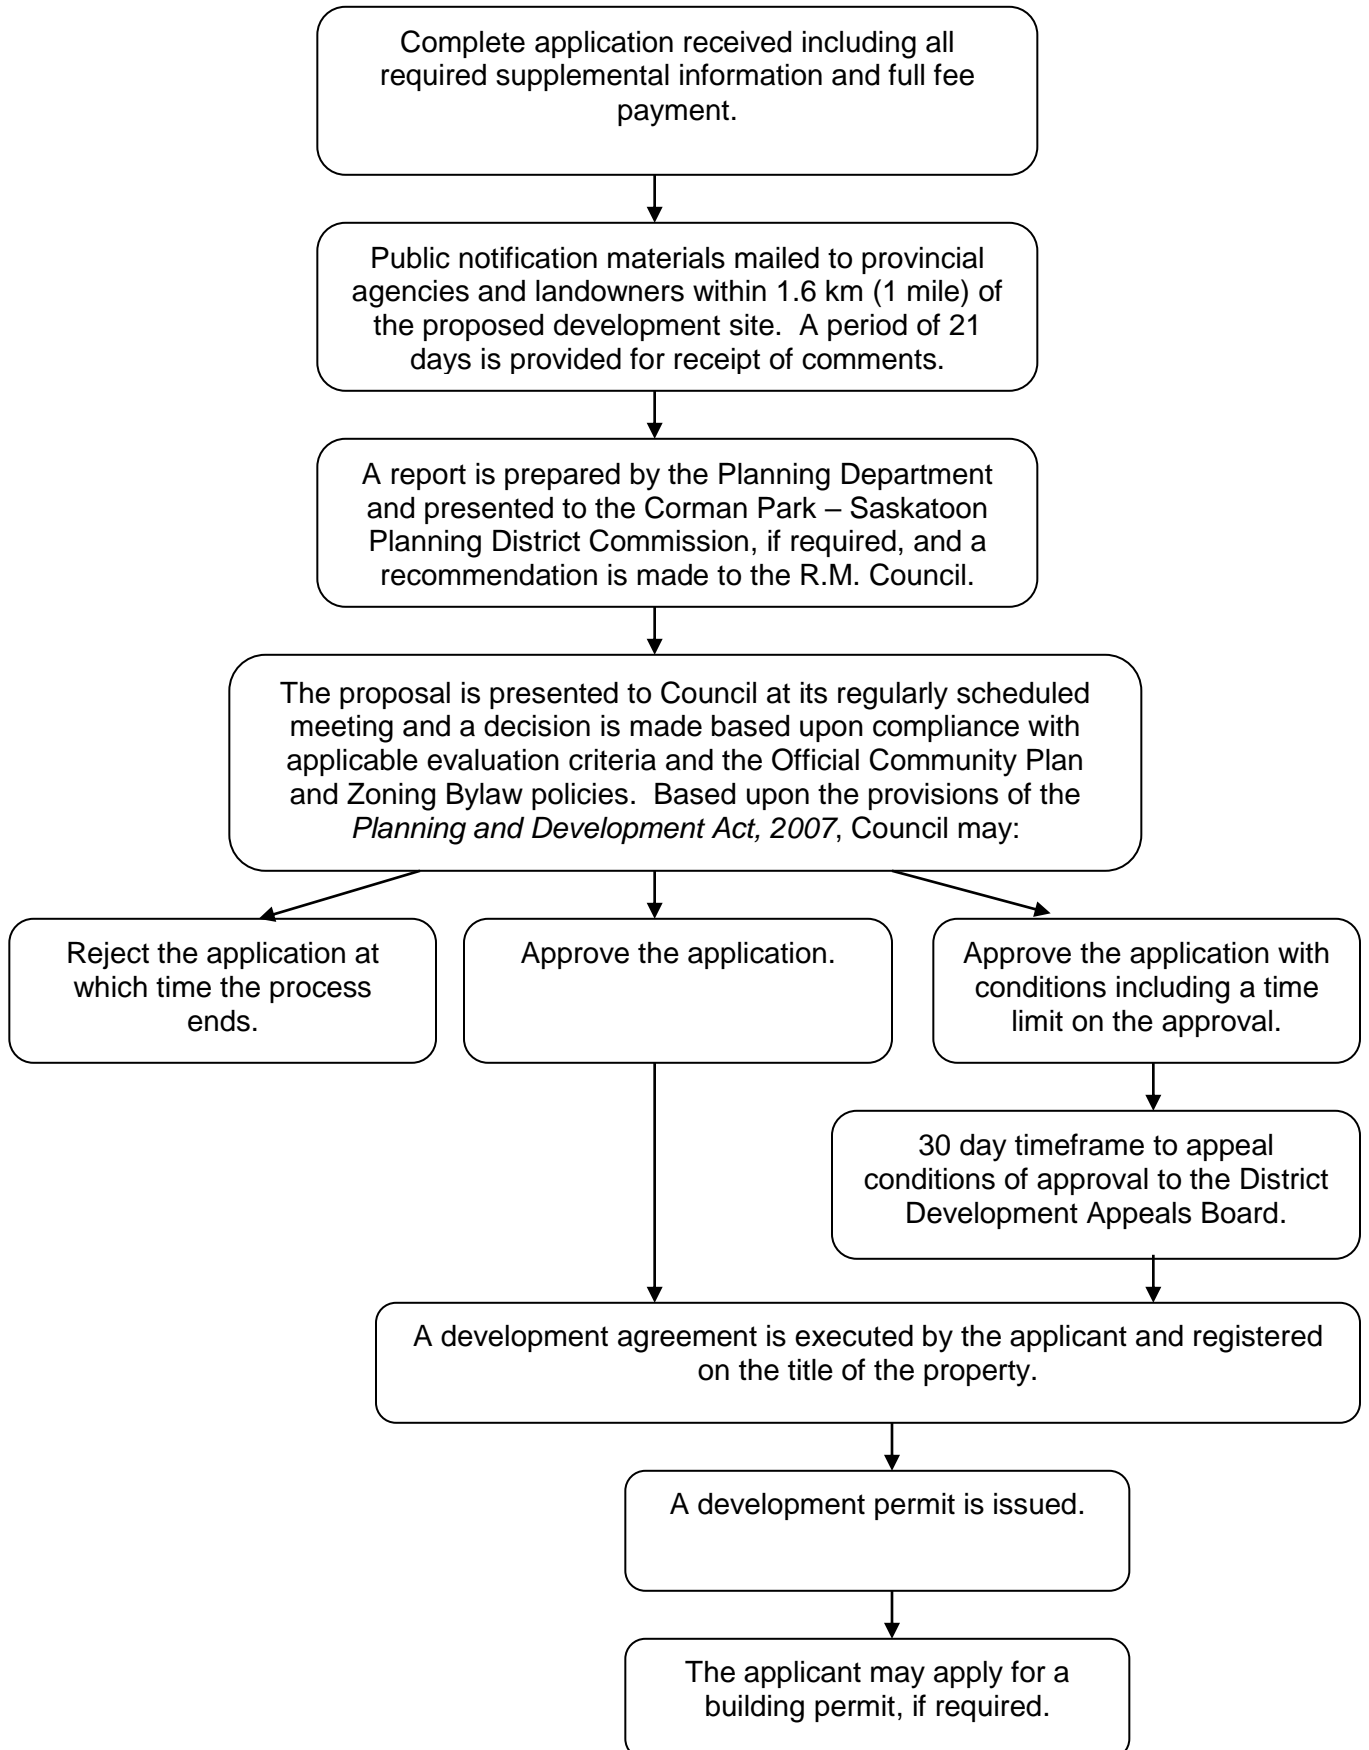 Complete application received including all
required supplemental information and full fee
payment.
Public notification materials mailed to provincial
agencies and landowners within 1.6 km (1 mile) of
the proposed development site.  A period of 21
days is provided for receipt of comments.
A report is prepared by the Planning Department
and presented to the Corman Park – Saskatoon
Planning District Commission, if required, and a
recommendation is made to the R.M. Council.
The proposal is presented to Council at its regularly scheduled
meeting and a decision is made based upon compliance with
applicable evaluation criteria and the Official Community Plan
and Zoning Bylaw policies.  Based upon the provisions of the
Planning and Development Act, 2007, Council may:
Reject the application at
which time the process
ends.
Approve the application.
Approve the application with
conditions including a time
limit on the approval.
30 day timeframe to appeal
conditions of approval to the District
Development Appeals Board.
A development agreement is executed by the applicant and registered
on the title of the property.
A development permit is issued.
The applicant may apply for a
building permit, if required.